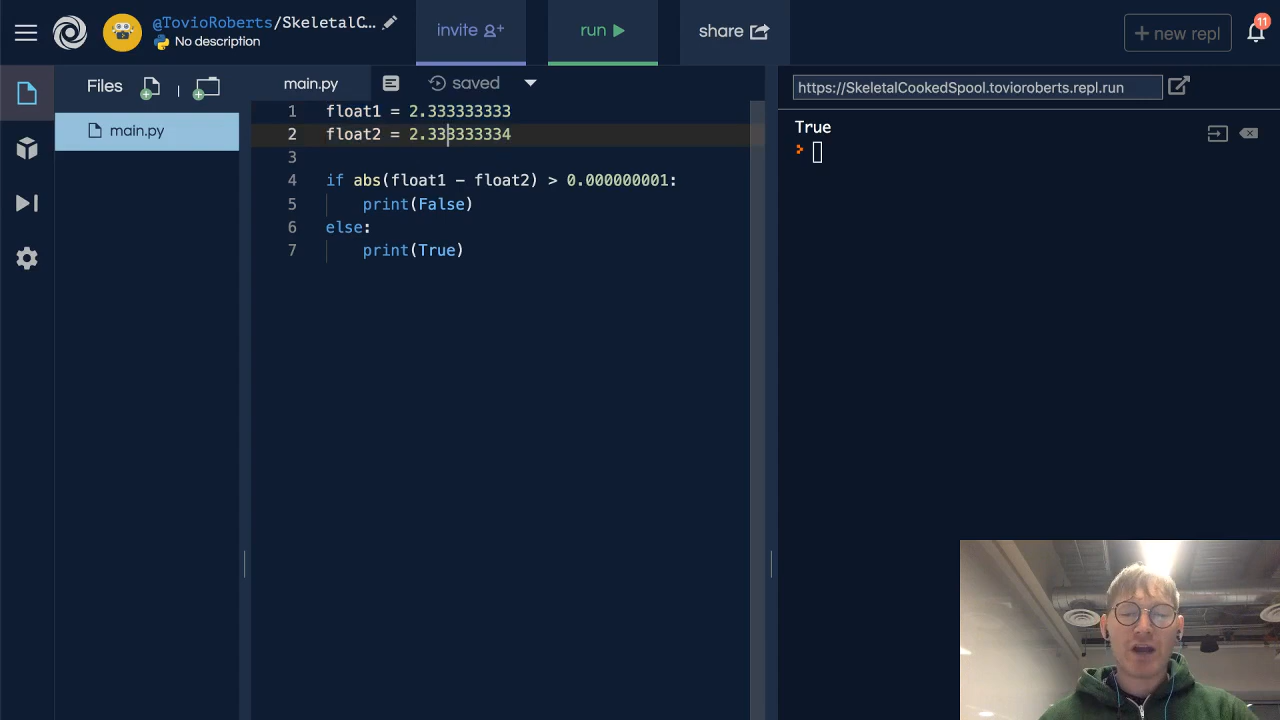 @TovioRoberts/SkeletalC...
No description
invite
run
share
+ new repl
11
Files
main.py
main.py
saved
https://SkeletalCookedSpool.tovioroberts.repl.run
1 float1 = 2.333333333
2 float2 = 2.333333334
3
4 if abs(float1 - float2) > 0.000000001:
5 print(False)
6 else:
7 print(True)
True